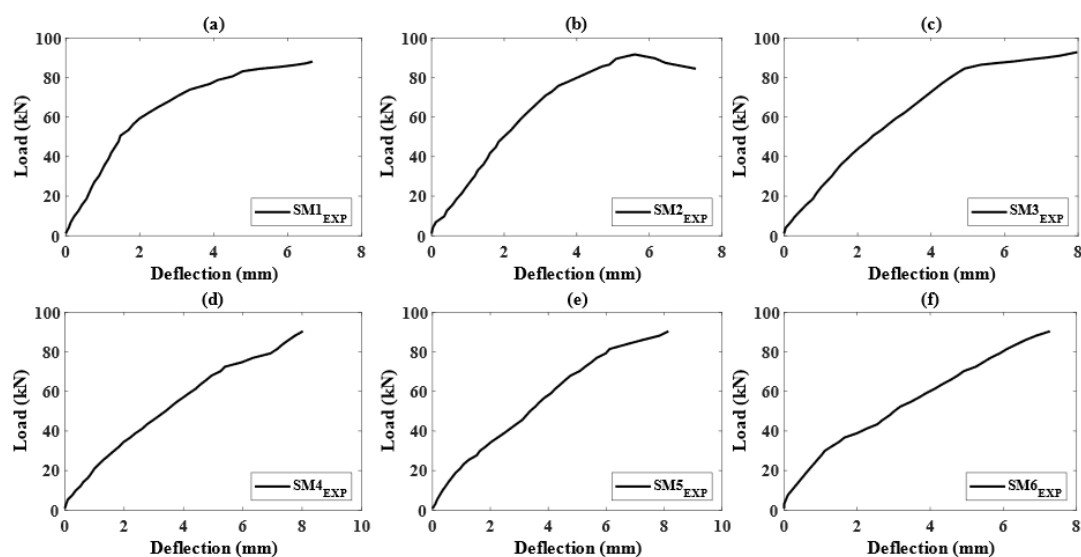 (a)
100
80
60
40
20
0
Load (kN)
SM1EXP
0 2 4 6 8
Deflection (mm)
(b)
100
80
60
40
20
0
Load (kN)
SM2EXP
0 2 4 6 8
Deflection (mm)
(c)
100
80
60
40
20
0
Load (kN)
SM3EXP
0 2 4 6 8
Deflection (mm)
(d)
100
80
60
40
20
0
Load (kN)
SM4EXP
0 2 4 6 8 10
Deflection (mm)
(e)
100
80
60
40
20
0
Load (kN)
SM5EXP
0 2 4 6 8 10
Deflection (mm)
(f)
100
80
60
40
20
0
Load (kN)
SM6EXP
0 2 4 6 8
Deflection (mm)